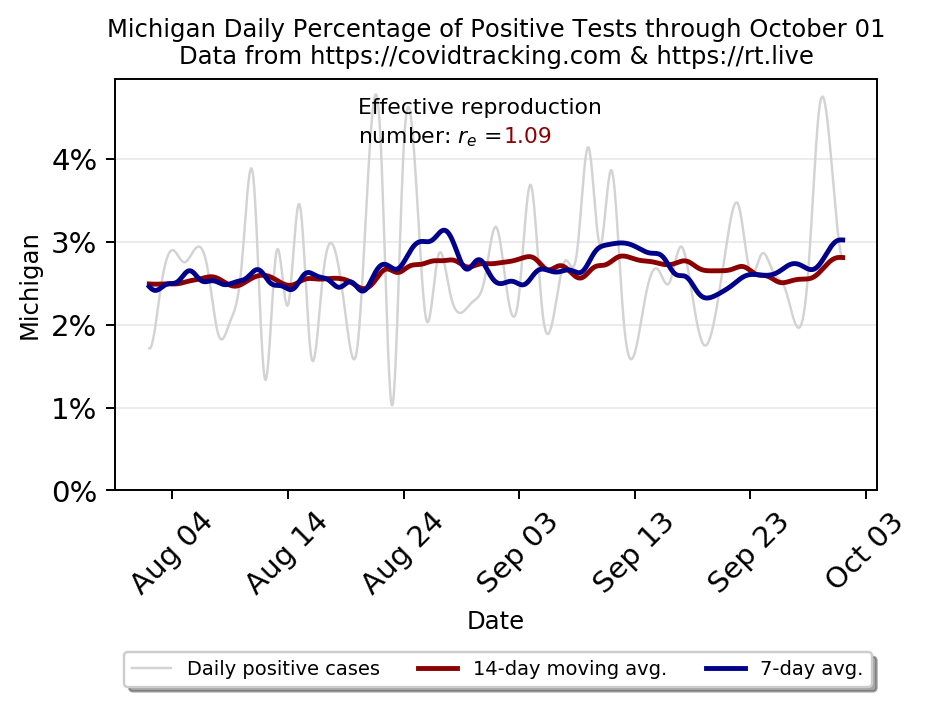 Michigan Daily Percentage of Positive Tests through October 01
Data from https://covidtracking.com & https://rt.live
Effective reproduction
number: rₑ =1.09
4%
3%
2%
1%
0%
Michigan
Aug 04
Aug 14
Aug 24
Sep 03
Sep 13
Sep 23
Oct 03
Date
Daily positive cases
14-day moving avg.
7-day avg.